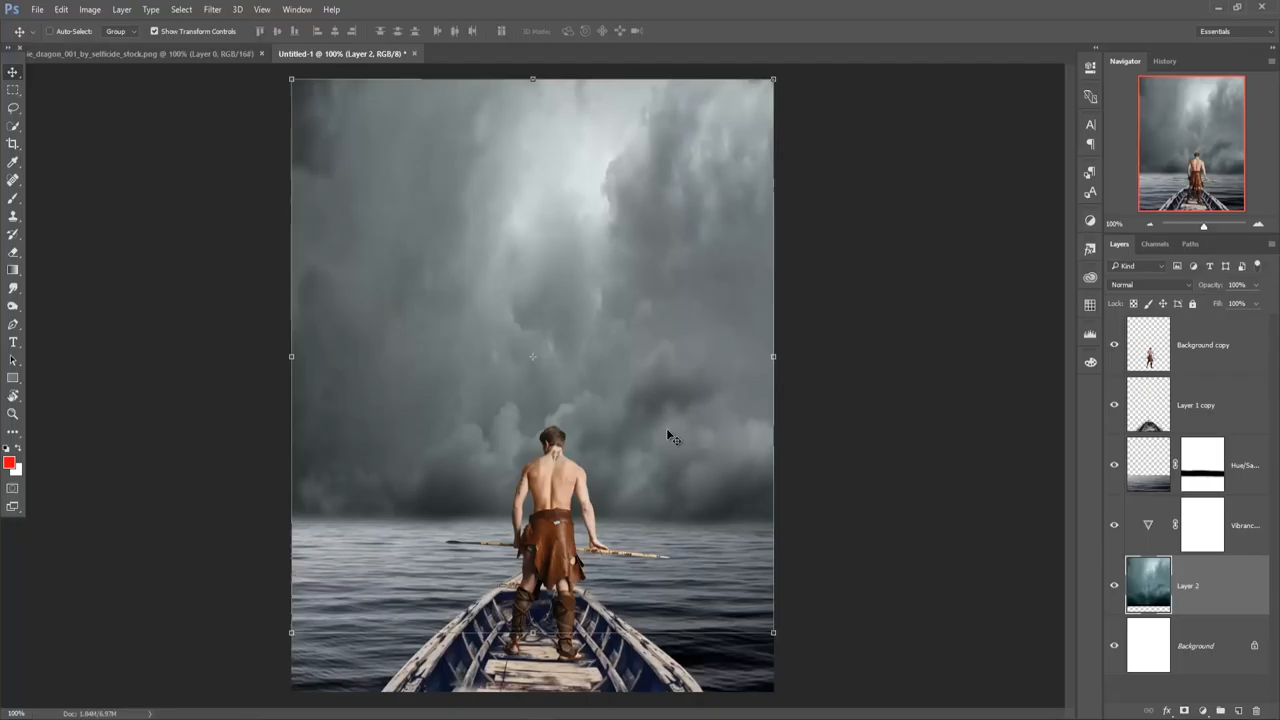 Ps File Edit Image Layer Type Select Filter 3D View Window Help
Auto-Select: Group Show Transform Controls 3D Mode: Essentials
ie_dragon_001_by_selficide_stock.png @ 100% (Layer 0, RGB/16#) × Untitled-1 @ 100% (Layer 2, RGB/8) * ×
Navigator History
100%
Layers Channels Paths
Kind
Normal Opacity: 100%
Lock: Fill: 100%
Background copy
Layer 1 copy
Hue/Sa...
Vibranc...
Layer 2
Background
100% Doc: 1.84M/6.97M